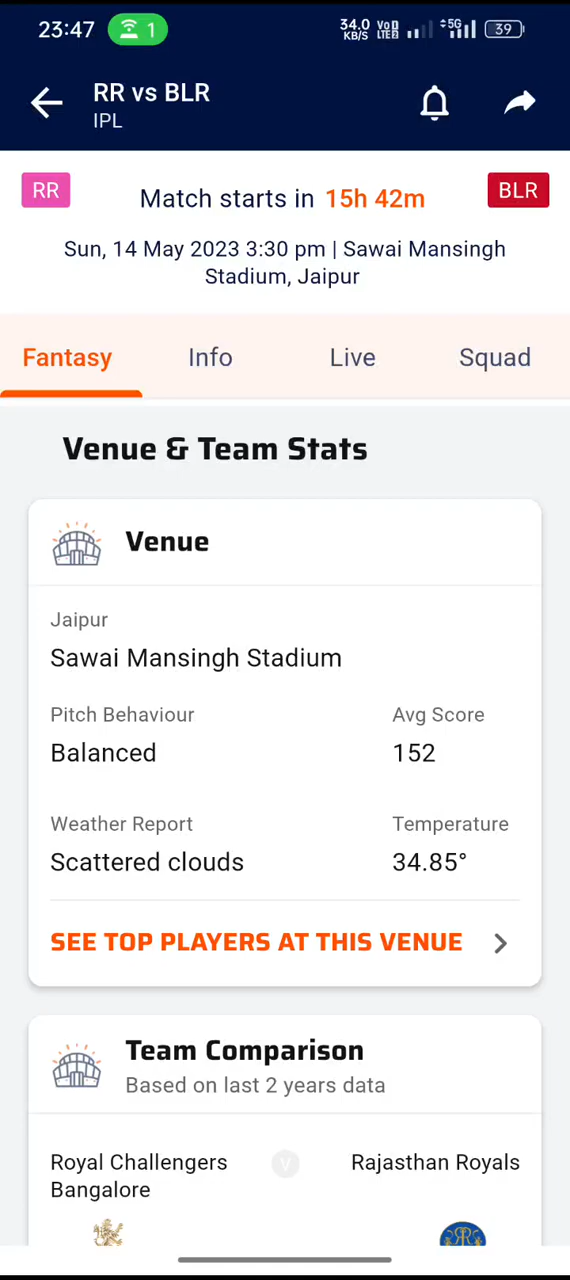 23:47
1
34.0 KB/S
VoD LTE2
5G
39
RR vs BLR
IPL
RR
Match starts in 15h 42m
BLR
Sun, 14 May 2023 3:30 pm | Sawai Mansingh
Stadium, Jaipur
Fantasy
Info
Live
Squad
Venue & Team Stats
Venue
Jaipur
Sawai Mansingh Stadium
Pitch Behaviour
Avg Score
Balanced
152
Weather Report
Temperature
Scattered clouds
34.85°
SEE TOP PLAYERS AT THIS VENUE
Team Comparison
Based on last 2 years data
Royal Challengers
Bangalore
V
Rajasthan Royals
RR